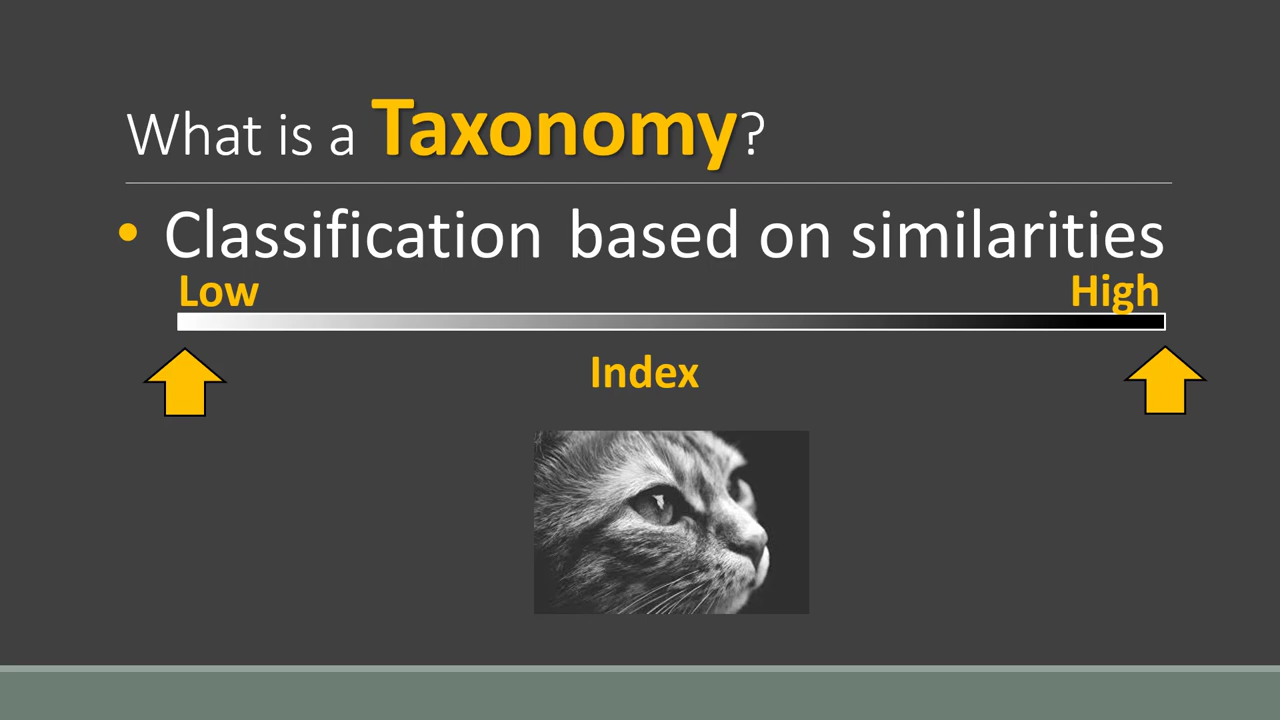 What is a Taxonomy?
• Classification based on similarities
Low High
Index